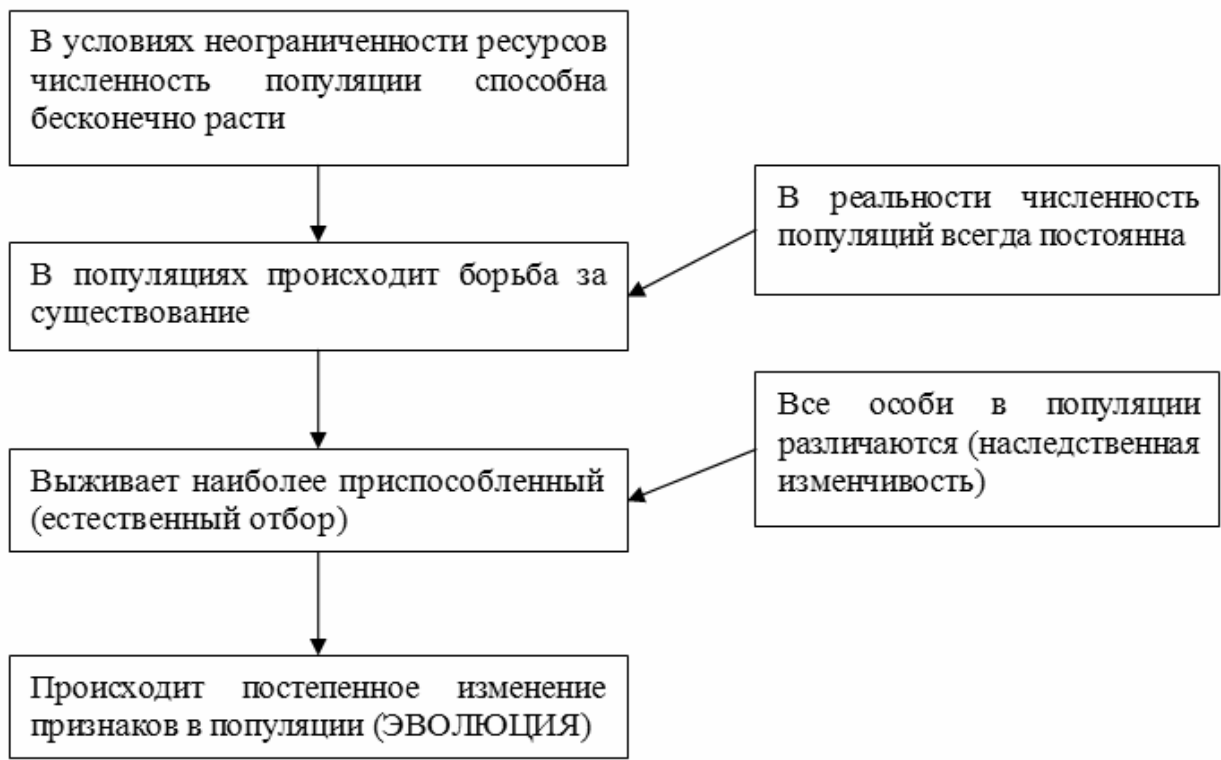 В условиях неограниченности ресурсов
численность популяции способна
бесконечно расти
В реальности численность
популяций всегда постоянна
В популяциях происходит борьба за
существование
Все особи в популяции
различаются (наследственная
изменчивость)
Выживает наиболее приспособленный
(естественный отбор)
Происходит постепенное изменение
признаков в популяции (ЭВОЛЮЦИЯ)